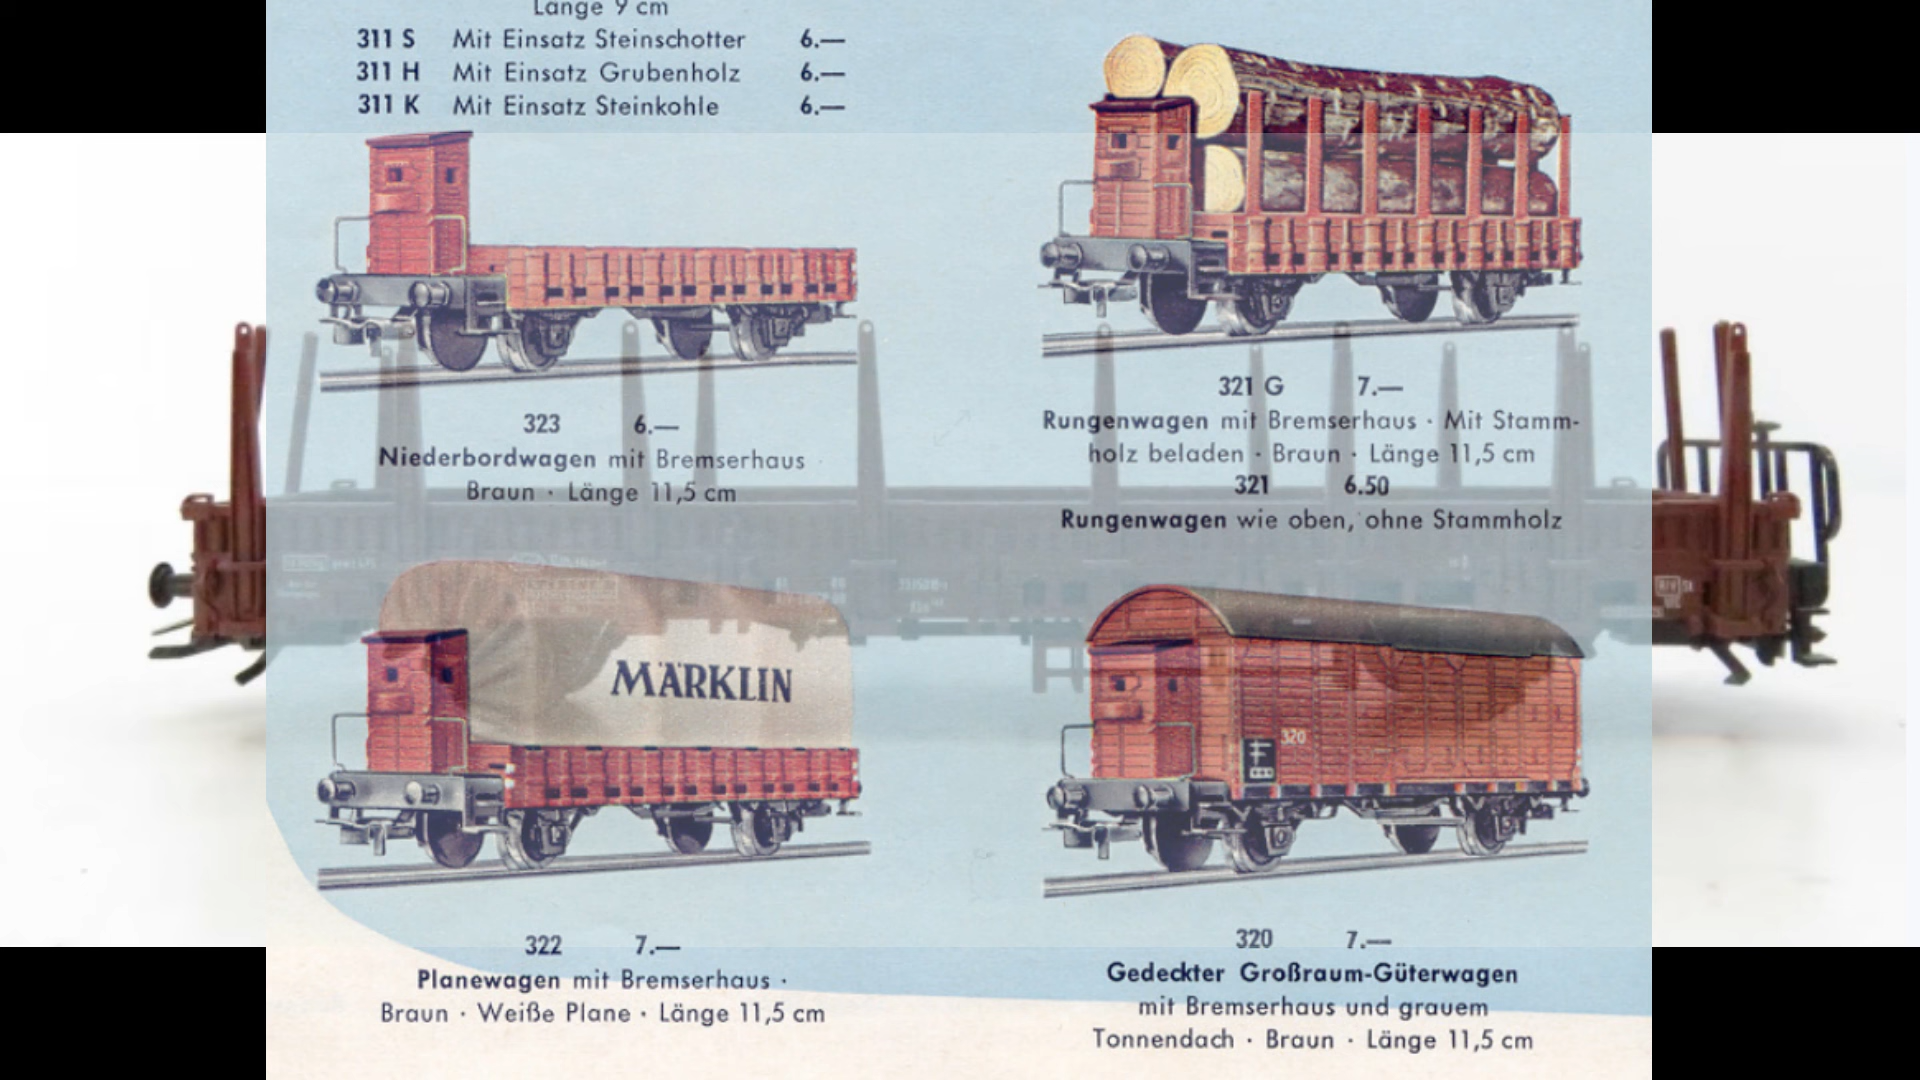 Länge 9 cm
311 S Mit Einsatz Steinschotter 6.—
311 H Mit Einsatz Grubenholz 6.—
311 K Mit Einsatz Steinkohle 6.—
323 6.—
Niederbordwagen mit Bremserhaus
Braun · Länge 11,5 cm
321 G 7.—
Rungenwagen mit Bremserhaus · Mit Stamm-
holz beladen · Braun · Länge 11,5 cm
321 6.50
Rungenwagen wie oben, ohne Stammholz
MÄRKLIN
322 7.—
Planewagen mit Bremserhaus ·
Braun · Weiße Plane · Länge 11,5 cm
320
320 7.—
Gedeckter Großraum-Güterwagen
mit Bremserhaus und grauem
Tonnendach · Braun · Länge 11,5 cm